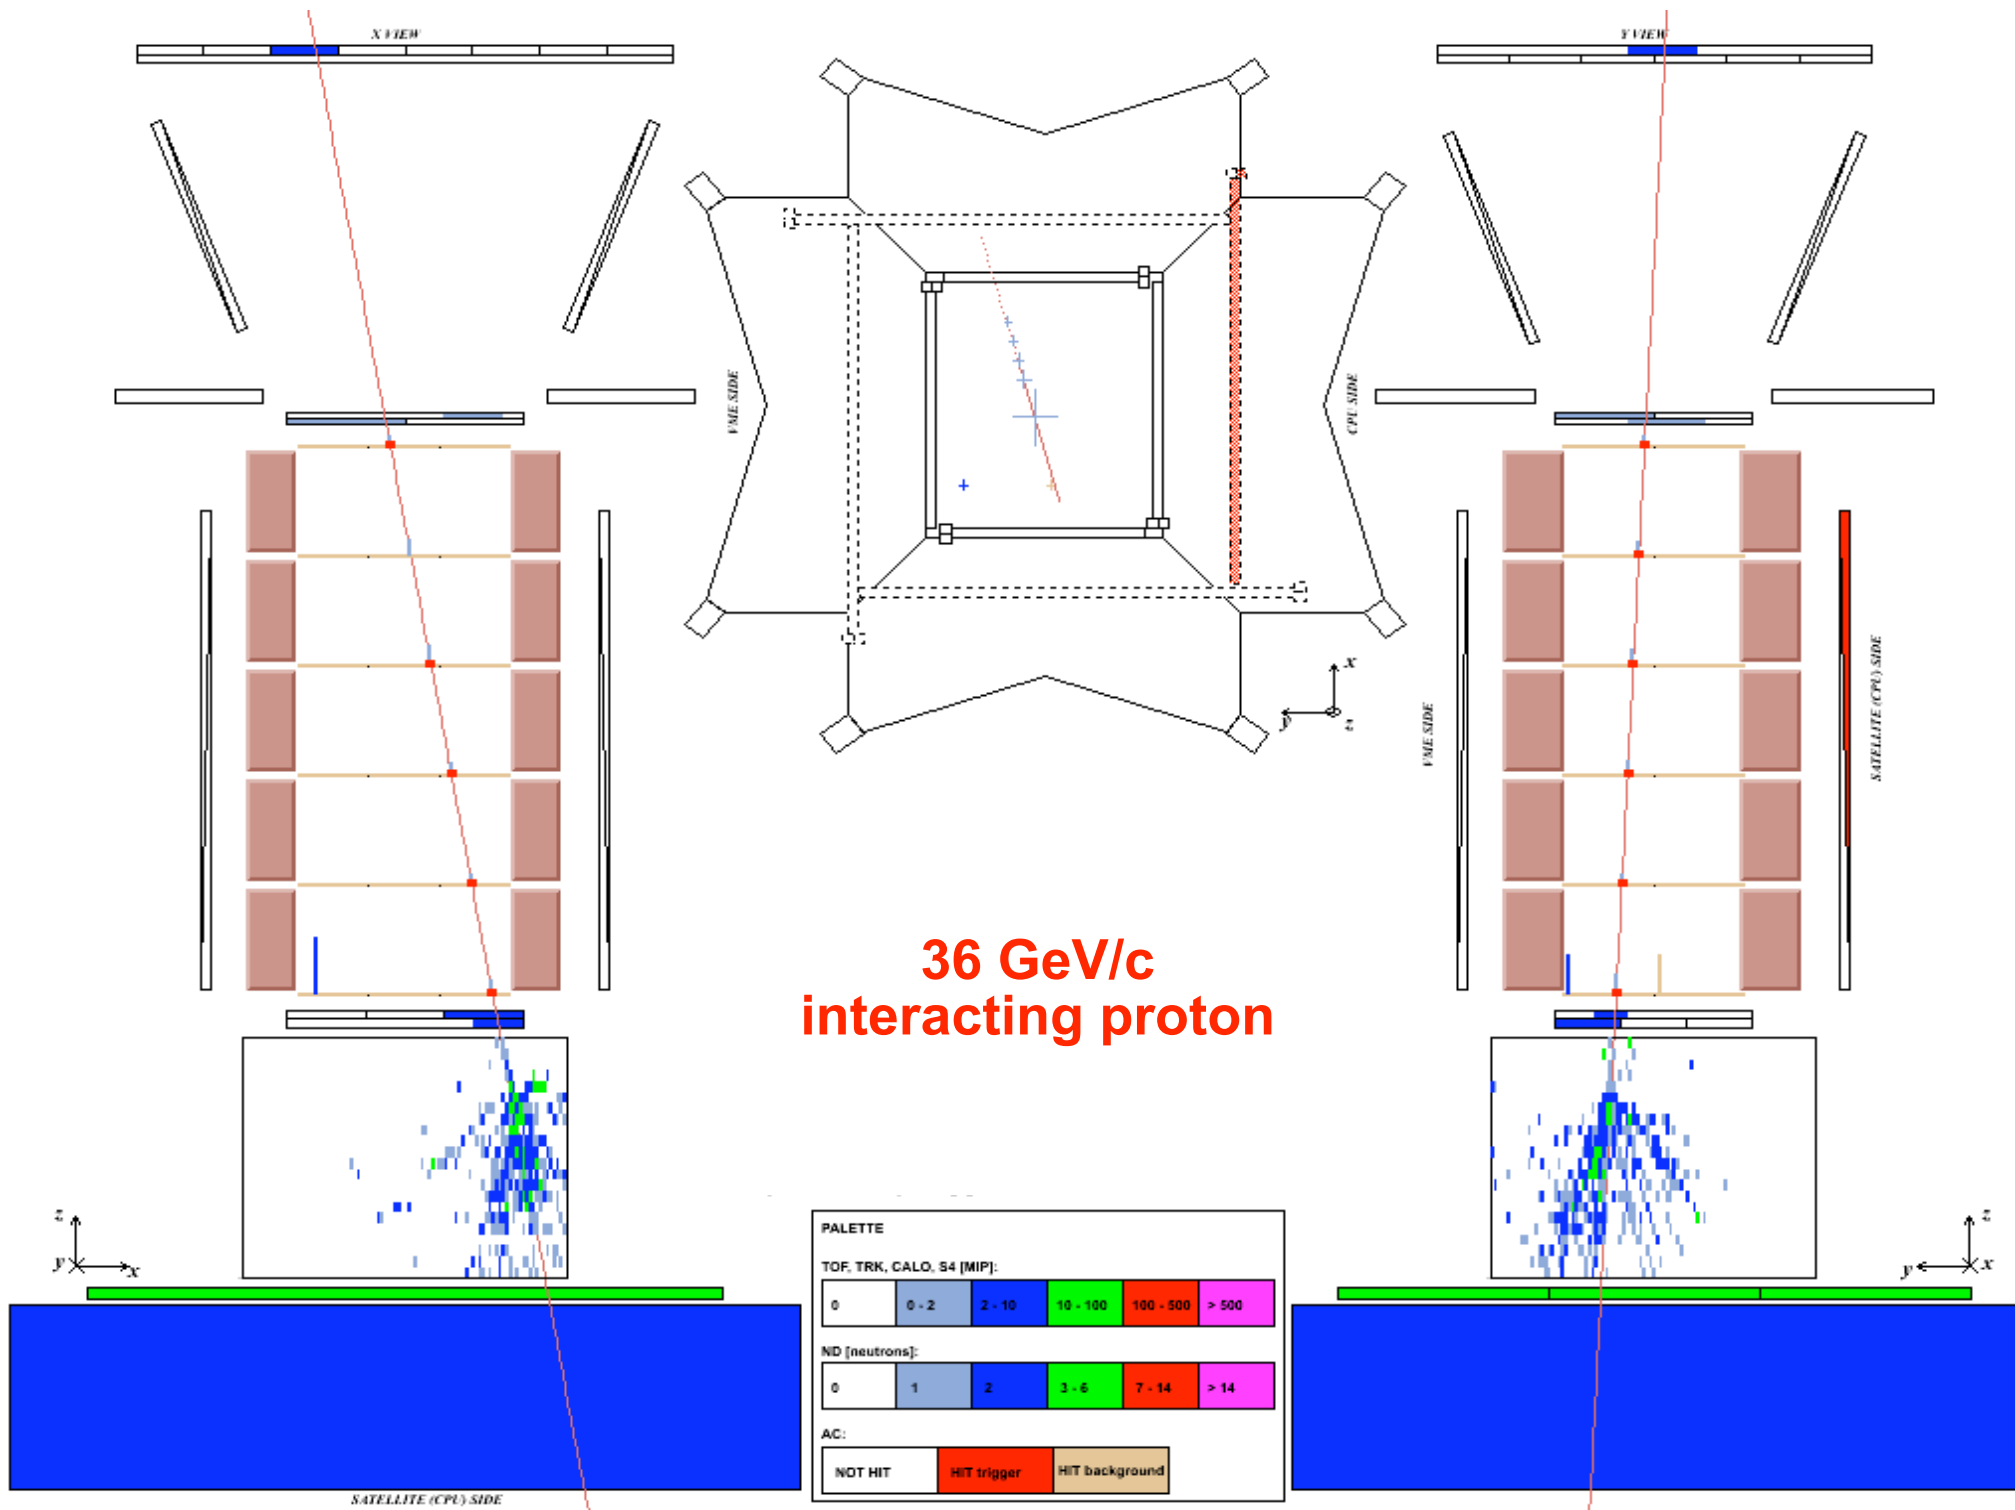 X VIEW
Y VIEW
VME SIDE
CPU SIDE
x
y
z
VME SIDE
SATELLITE (CPU) SIDE
36 GeV/c
interacting proton
z
y
x
z
y
x
PALETTE
TOF, TRK, CALO, S4 [MIP]:
0 0 - 2 2 - 10 10 - 100 100 - 500 > 500
ND [neutrons]:
0 1 2 3 - 6 7 - 14 > 14
AC:
NOT HIT HIT trigger HIT background
SATELLITE (CPU) SIDE